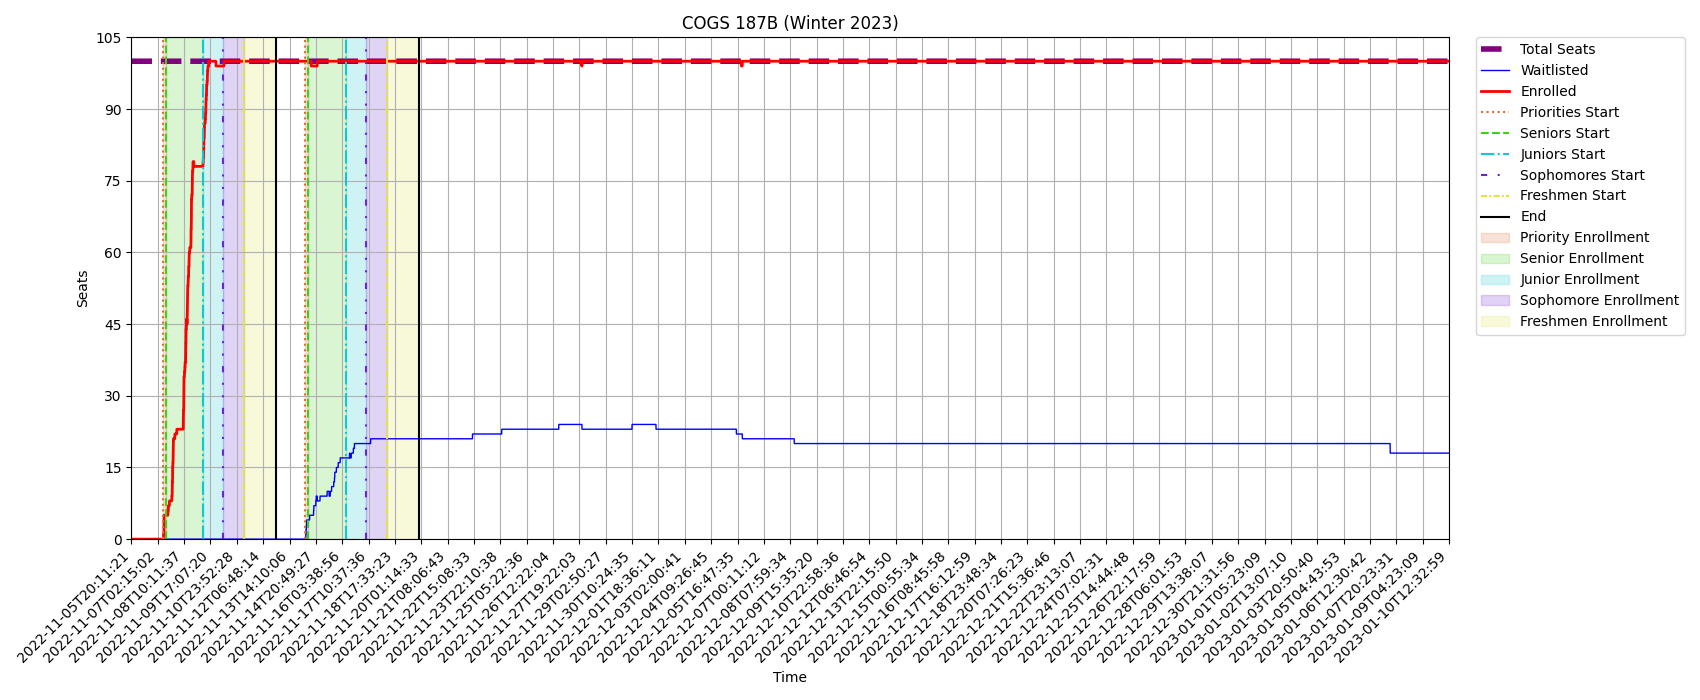 COGS 187B (Winter 2023)
105
90
75
60
45
30
15
0
Seats
2022-11-05T20:11:21
2022-11-07T02:15:02
2022-11-08T10:11:37
2022-11-09T17:07:20
2022-11-10T23:52:28
2022-11-12T06:48:14
2022-11-13T14:10:06
2022-11-14T20:49:27
2022-11-16T03:38:56
2022-11-17T10:37:36
2022-11-18T17:33:23
2022-11-20T01:14:33
2022-11-21T08:06:43
2022-11-22T15:08:33
2022-11-23T22:10:38
2022-11-25T05:22:36
2022-11-26T12:22:04
2022-11-27T19:22:03
2022-11-29T02:50:27
2022-11-30T10:24:35
2022-12-01T18:36:11
2022-12-03T02:00:41
2022-12-04T09:26:45
2022-12-05T16:47:35
2022-12-07T00:11:12
2022-12-08T07:59:34
2022-12-09T15:35:20
2022-12-10T22:58:36
2022-12-12T06:46:54
2022-12-13T22:15:50
2022-12-15T00:55:34
2022-12-16T08:45:58
2022-12-17T16:12:59
2022-12-18T23:48:34
2022-12-20T07:26:23
2022-12-21T15:36:46
2022-12-22T23:13:07
2022-12-24T07:02:31
2022-12-25T14:44:48
2022-12-26T22:17:59
2022-12-28T06:01:53
2022-12-29T13:38:07
2022-12-30T21:31:56
2023-01-01T05:23:09
2023-01-02T13:07:10
2023-01-03T20:50:40
2023-01-05T04:43:53
2023-01-06T12:30:42
2023-01-07T20:23:31
2023-01-09T04:23:09
2023-01-10T12:32:59
Time
Total Seats
Waitlisted
Enrolled
Priorities Start
Seniors Start
Juniors Start
Sophomores Start
Freshmen Start
End
Priority Enrollment
Senior Enrollment
Junior Enrollment
Sophomore Enrollment
Freshmen Enrollment